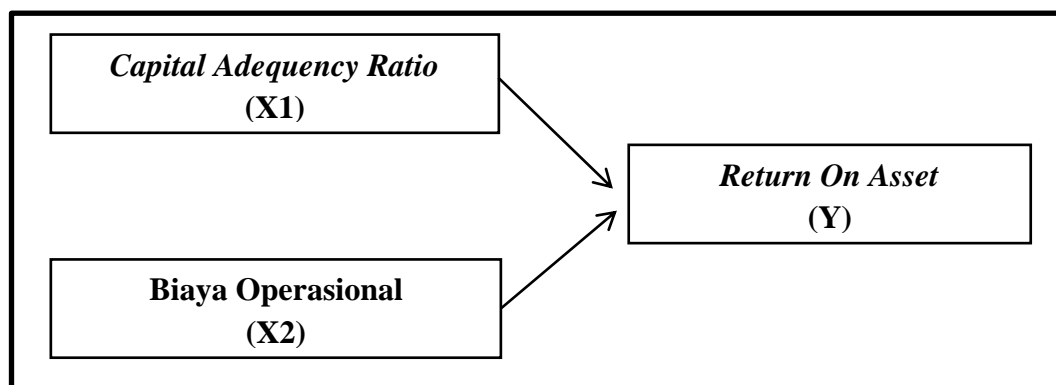 Capital Adequency Ratio
(X1)
Return On Asset
(Y)
Biaya Operasional
(X2)